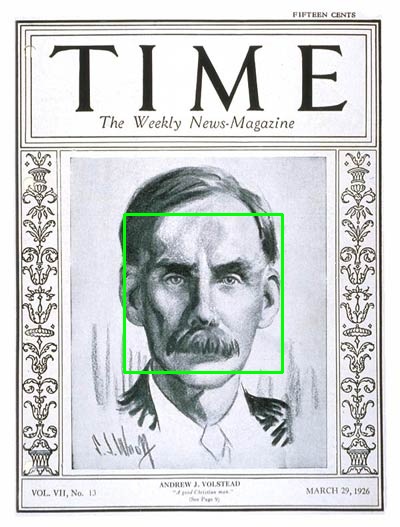 FIFTEEN CENTS
TIME
The Weekly News-Magazine
ANDREW J. VOLSTEAD
"A good Christian man."
(See Page 9)
VOL. VII, No. 13
MARCH 29, 1926